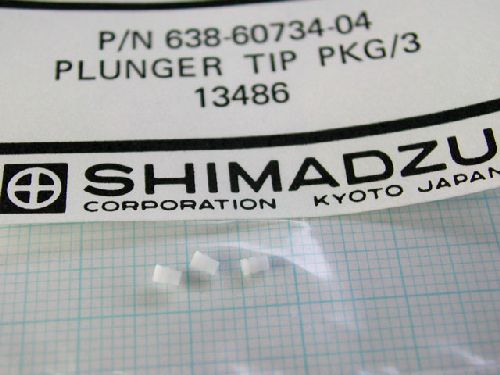 P/N 638-60734-04
PLUNGER TIP PKG/3
13486
SHIMADZU
CORPORATION KYOTO JAPAN